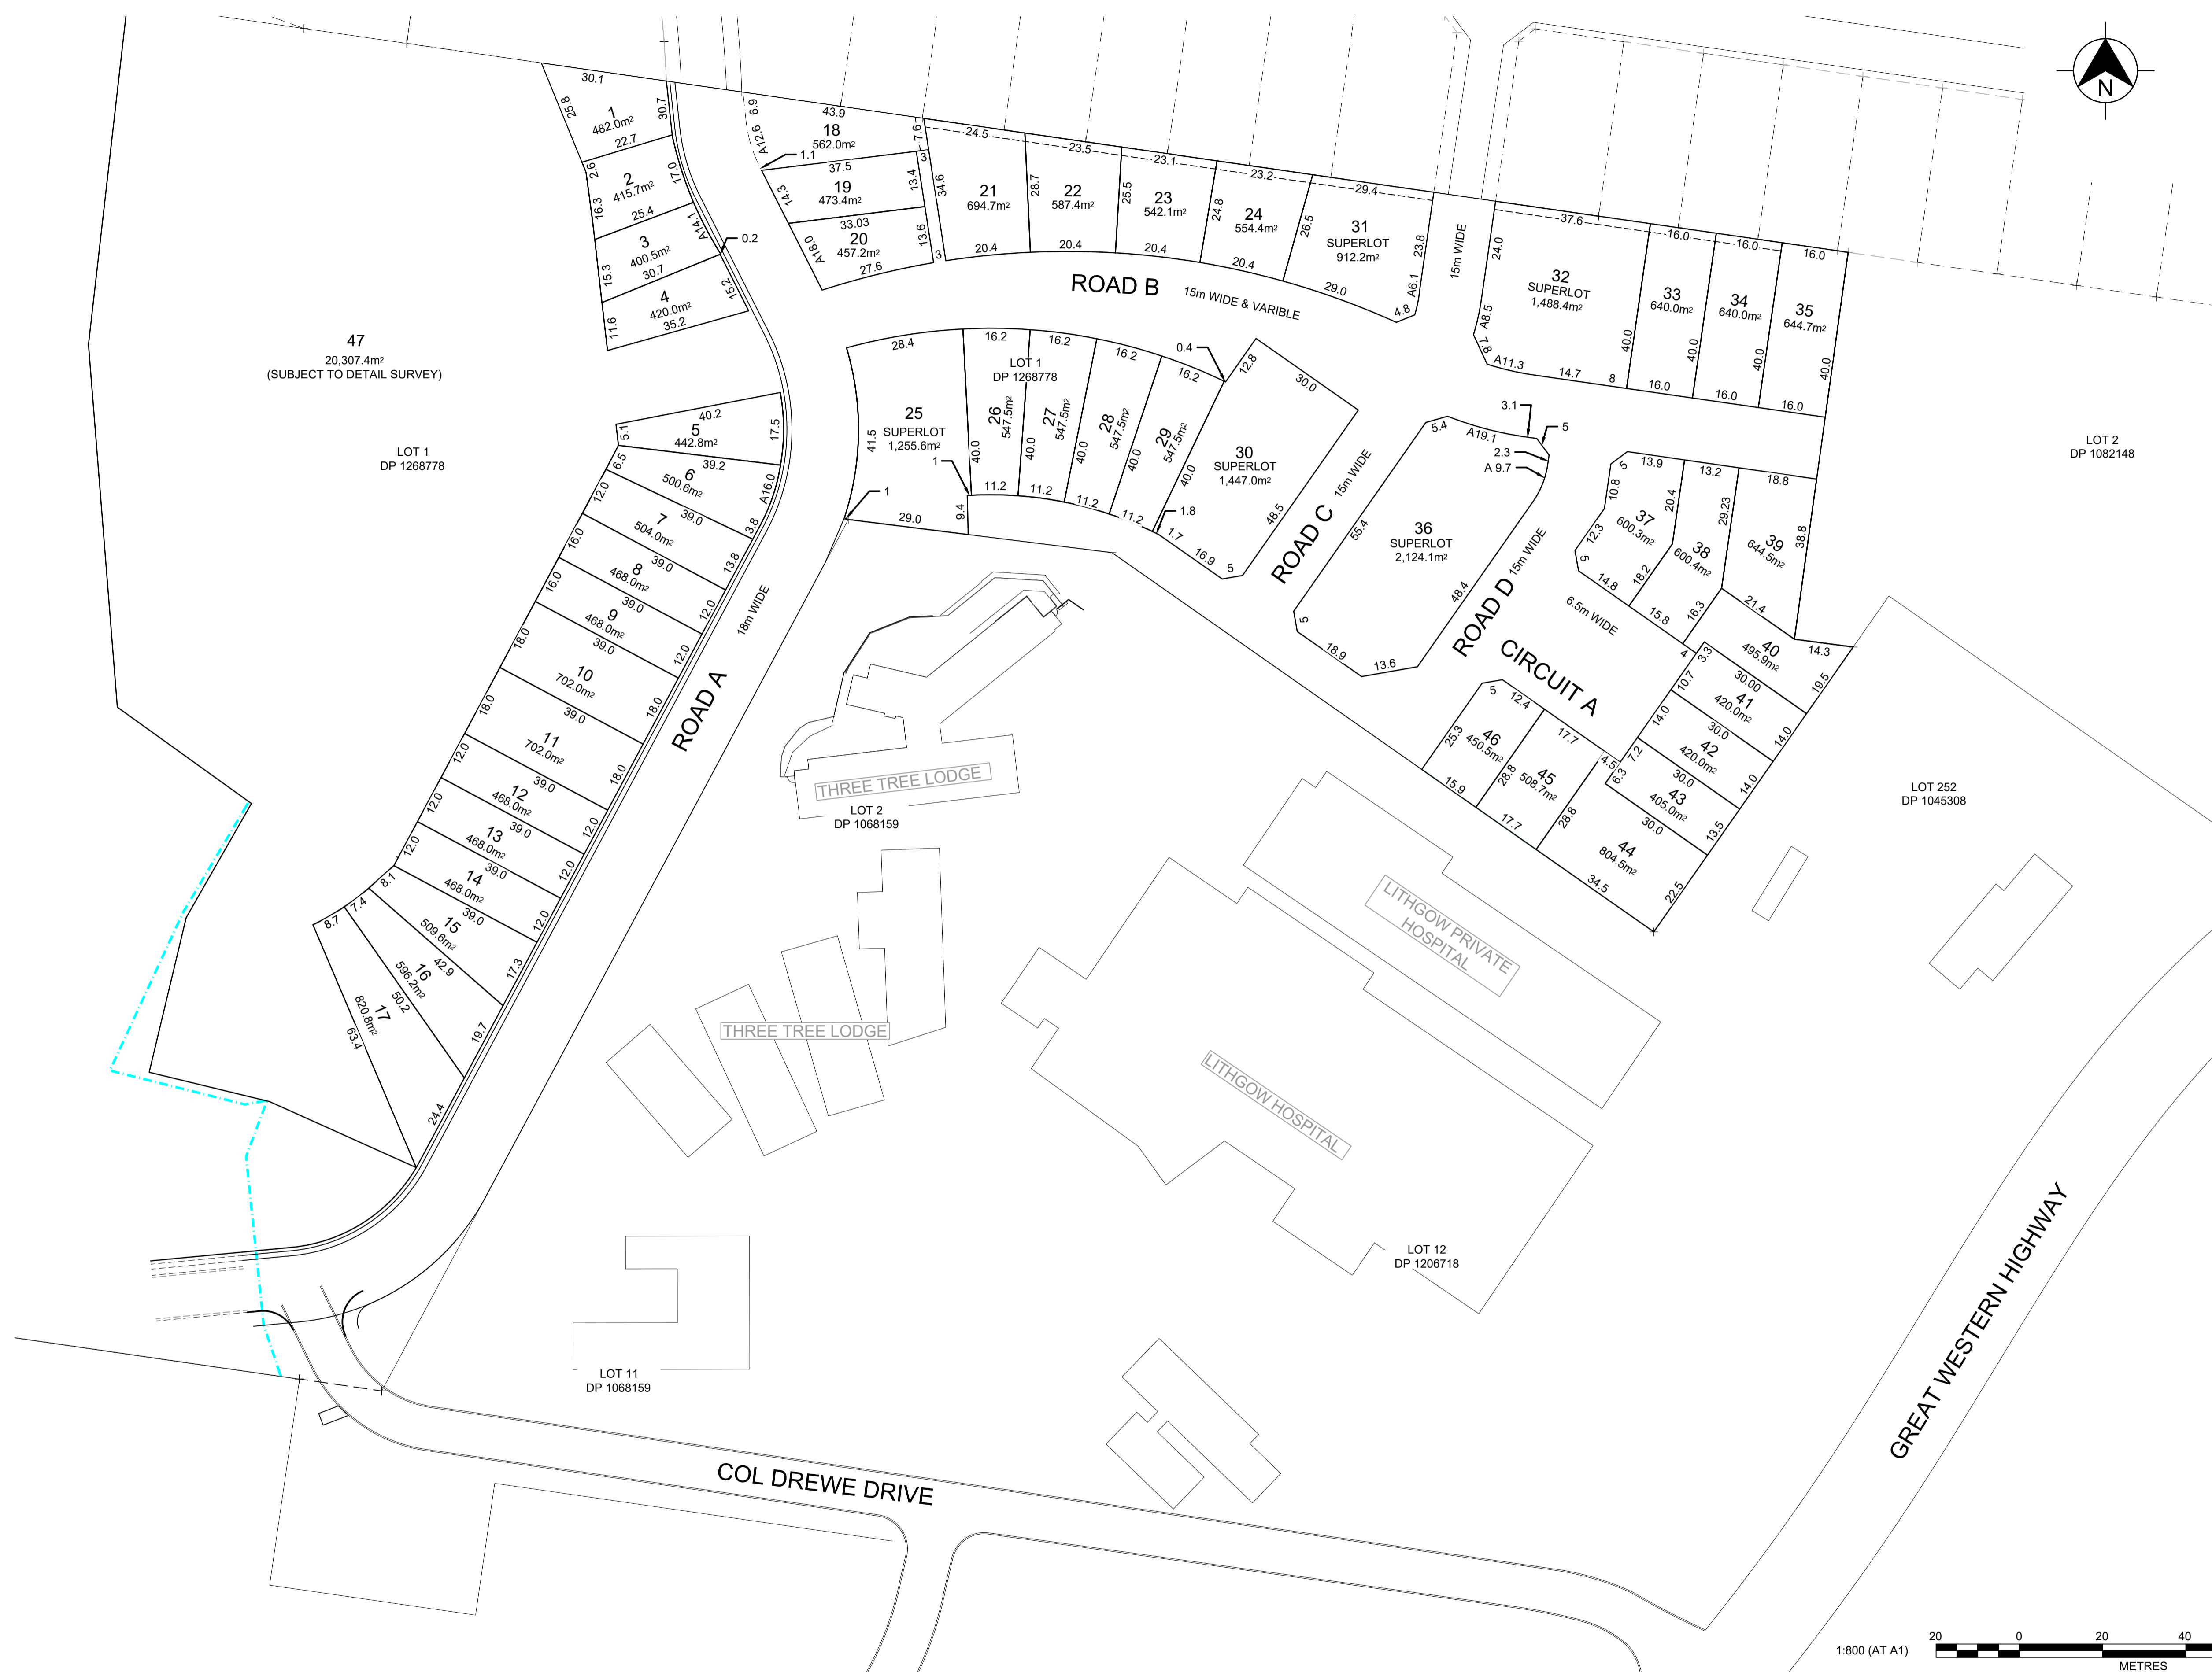 N
30.1
25.8
30.7
1
482.0m²
22.7
2.6
2
415.7m²
17.0
16.3
25.4
A14.1
3
400.5m²
0.2
15.3
30.7
4
420.0m²
15.2
11.6
35.2
6.9
A12.6
43.9
18
562.0m²
7.6
1.1
37.5
3
19
473.4m²
13.4
14.3
33.03
20
457.2m²
A18.0
13.6
27.6
3
24.5
34.6
21
694.7m²
28.7
20.4
23.5
22
587.4m²
25.5
20.4
23.1
23
542.1m²
24.8
20.4
23.2
24
554.4m²
26.5
20.4
29.4
31
SUPERLOT
912.2m²
23.8
A6.1
4.8
29.0
15m WIDE
ROAD B
15m WIDE & VARIBLE
37.6
24.0
32
SUPERLOT
1,488.4m²
A8.5
7.8
A11.3
14.7
8
40.0
16.0
33
640.0m²
40.0
16.0
16.0
34
640.0m²
40.0
16.0
16.0
35
644.7m²
40.0
16.0
47
20,307.4m²
(SUBJECT TO DETAIL SURVEY)
LOT 1
DP 1268778
40.2
5.1
5
442.8m²
17.5
39.2
6.5
6
500.6m²
A16.0
3.8
39.0
12.0
7
504.0m²
13.8
39.0
16.0
8
468.0m²
12.0
39.0
16.0
9
468.0m²
12.0
39.0
18.0
10
702.0m²
18.0
39.0
18.0
11
702.0m²
18.0
39.0
12.0
12
468.0m²
12.0
39.0
12.0
13
468.0m²
12.0
39.0
12.0
14
468.0m²
12.0
39.0
8.1
15
509.6m²
17.3
42.9
7.4
16
596.2m²
19.7
50.2
8.7
17
820.8m²
63.4
24.4
18m WIDE
ROAD A
28.4
41.5
25
SUPERLOT
1,255.6m²
1
1
29.0
9.4
16.2
LOT 1
DP 1268778
26
547.5m²
40.0
11.2
16.2
27
547.5m²
40.0
11.2
16.2
28
547.5m²
40.0
11.2
16.2
29
547.5m²
40.0
11.2
0.4
12.8
30.0
30
SUPERLOT
1,447.0m²
40.0
48.5
1.8
1.7
16.9
5
ROAD C
15m WIDE
5.4
A19.1
3.1
5
2.3
A 9.7
36
SUPERLOT
2,124.1m²
55.4
48.4
5
18.9
13.6
ROAD D
15m WIDE
5
13.9
10.8
37
600.3m²
20.4
12.3
5
14.8
18.2
13.2
38
600.4m²
29.23
15.8
16.3
18.8
39
644.5m²
38.8
21.4
6.5m WIDE
CIRCUIT A
40
495.9m²
14.3
19.5
4
3.3
30.00
10.7
41
420.0m²
14.0
30.0
14.0
42
420.0m²
14.0
30.0
7.2
43
405.0m²
13.5
30.0
4.5
6.3
44
804.5m²
22.5
34.5
17.7
45
508.7m²
28.8
28.8
17.7
5
12.4
46
450.5m²
25.3
15.9
LOT 2
DP 1082148
LOT 252
DP 1045308
THREE TREE LODGE
LOT 2
DP 1068159
THREE TREE LODGE
LITHGOW PRIVATE
HOSPITAL
LITHGOW HOSPITAL
LOT 12
DP 1206718
LOT 11
DP 1068159
COL DREWE DRIVE
GREAT WESTERN HIGHWAY
1:800 (AT A1)
20 0 20 40
METRES